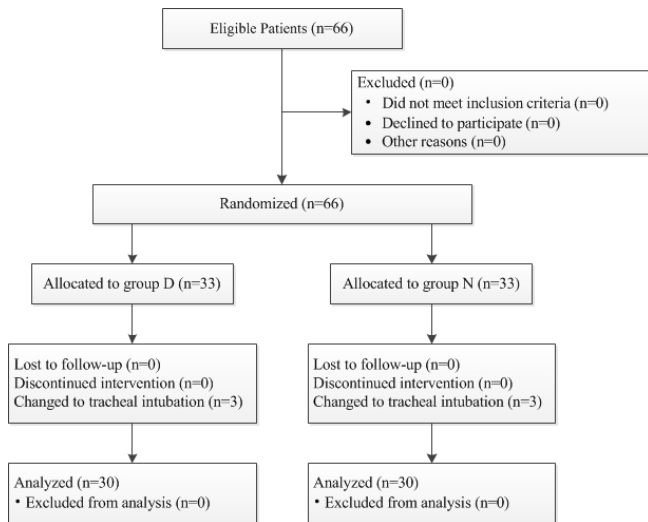 Eligible Patients (n=66)
Excluded (n=0)
• Did not meet inclusion criteria (n=0)
• Declined to participate (n=0)
• Other reasons (n=0)
Randomized (n=66)
Allocated to group D (n=33)
Allocated to group N (n=33)
Lost to follow-up (n=0)
Discontinued intervention (n=0)
Changed to tracheal intubation (n=3)
Lost to follow-up (n=0)
Discontinued intervention (n=0)
Changed to tracheal intubation (n=3)
Analyzed (n=30)
• Excluded from analysis (n=0)
Analyzed (n=30)
• Excluded from analysis (n=0)